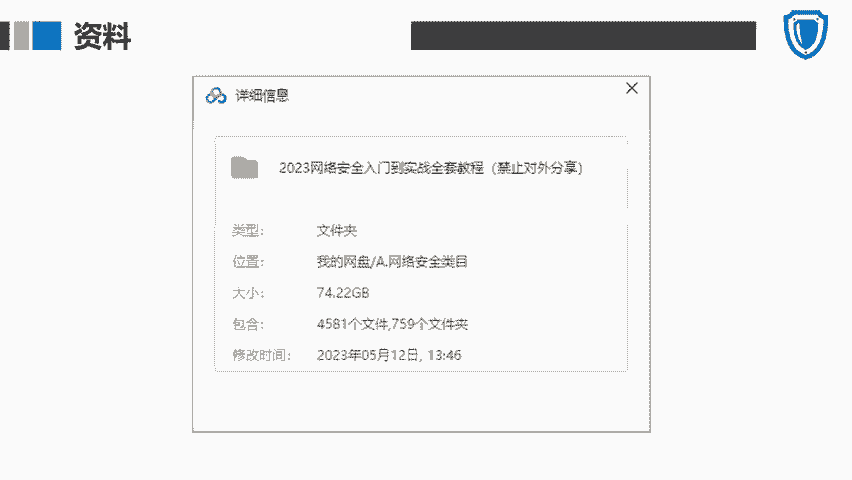 资料
详细信息
2023网络安全入门到实战全套教程（禁止对外分享）
类型： 文件夹
位置： 我的网盘/A.网络安全类目
大小： 74.22GB
包含： 4581个文件,759个文件夹
修改时间： 2023年05月12日, 13:46